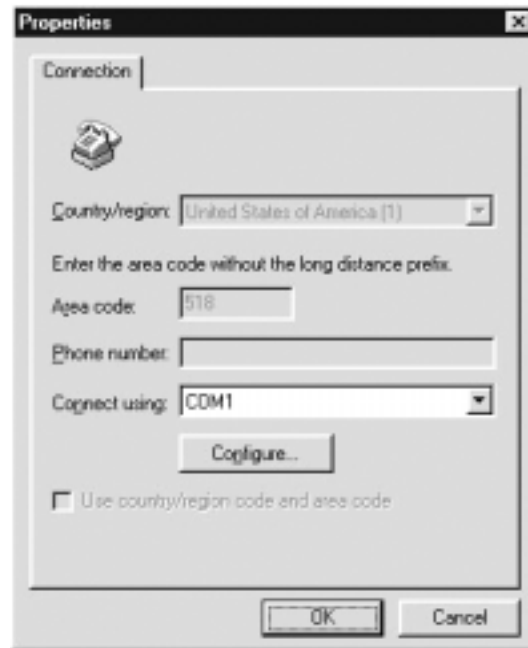 Properties
Connection
Country/region: United States of America (1)
Enter the area code without the long distance prefix.
Area code: 518
Phone number:
Connect using: COM1
Configure...
Use country/region code and area code
OK Cancel